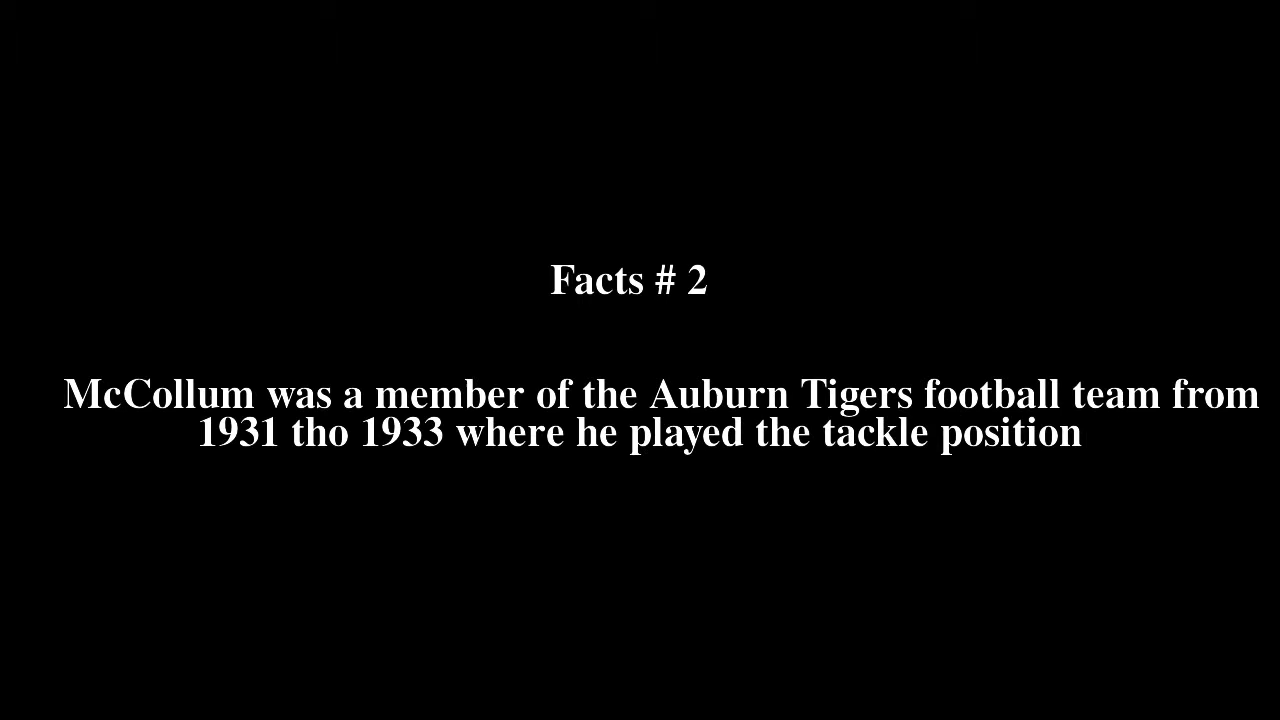 Facts # 2
McCollum was a member of the Auburn Tigers football team from
1931 tho 1933 where he played the tackle position